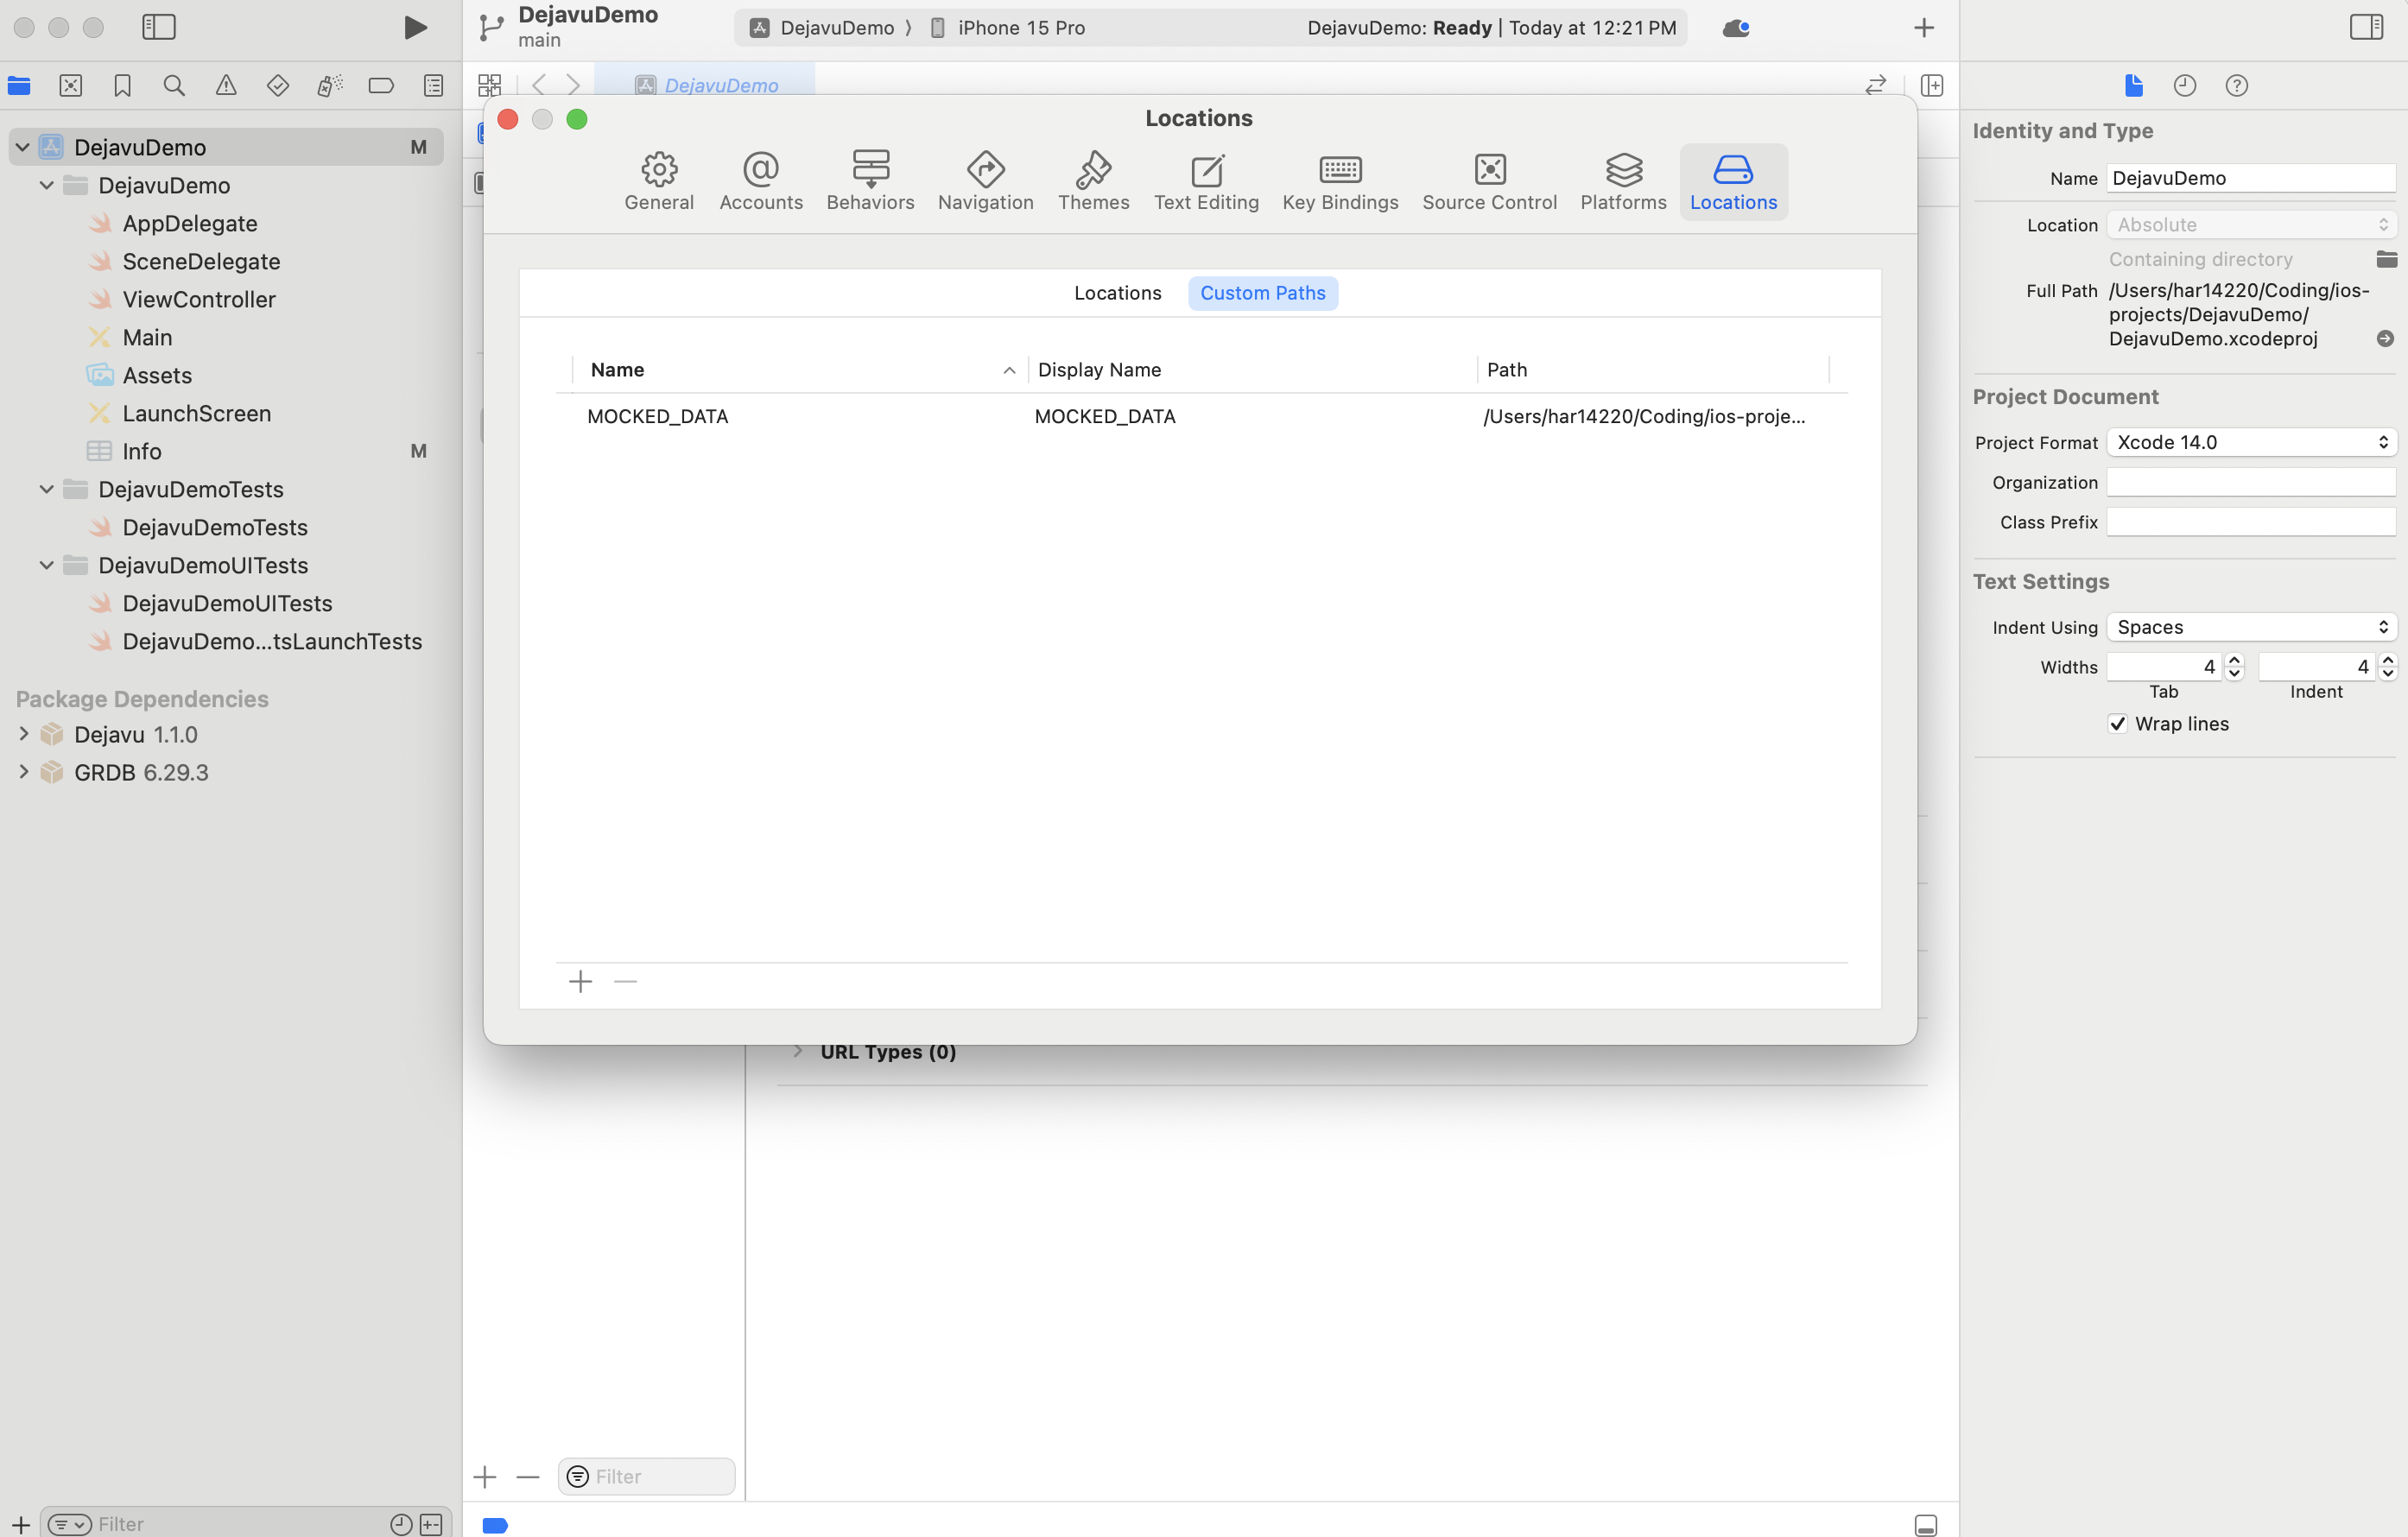 DejavuDemo
main
DejavuDemo
iPhone 15 Pro
DejavuDemo: Ready | Today at 12:21 PM
DejavuDemo
DejavuDemo M
DejavuDemo
AppDelegate
SceneDelegate
ViewController
Main
Assets
LaunchScreen
Info M
DejavuDemoTests
DejavuDemoTests
DejavuDemoUITests
DejavuDemoUITests
DejavuDemo...tsLaunchTests
Package Dependencies
Dejavu 1.1.0
GRDB 6.29.3
Filter
Locations
General Accounts Behaviors Navigation Themes Text Editing Key Bindings Source Control Platforms Locations
Locations Custom Paths
Name Display Name Path
MOCKED_DATA MOCKED_DATA /Users/har14220/Coding/ios-proje...
URL Types (0)
Filter
Identity and Type
Name DejavuDemo
Location Absolute
Containing directory
Full Path /Users/har14220/Coding/ios-
projects/DejavuDemo/
DejavuDemo.xcodeproj
Project Document
Project Format Xcode 14.0
Organization
Class Prefix
Text Settings
Indent Using Spaces
Widths 4 4
Tab Indent
Wrap lines